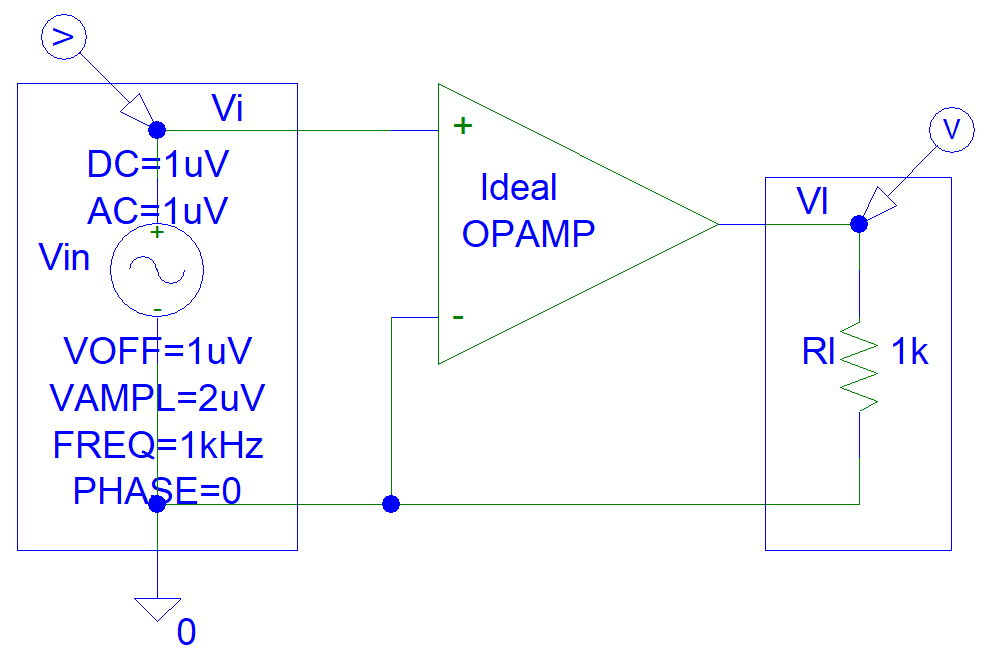 V
Vi
DC=1uV
AC=1uV
+
Vin
-
VOFF=1uV
VAMPL=2uV
FREQ=1kHz
PHASE=0
0
+
Ideal
OPAMP
-
V
Vl
Rl 1k